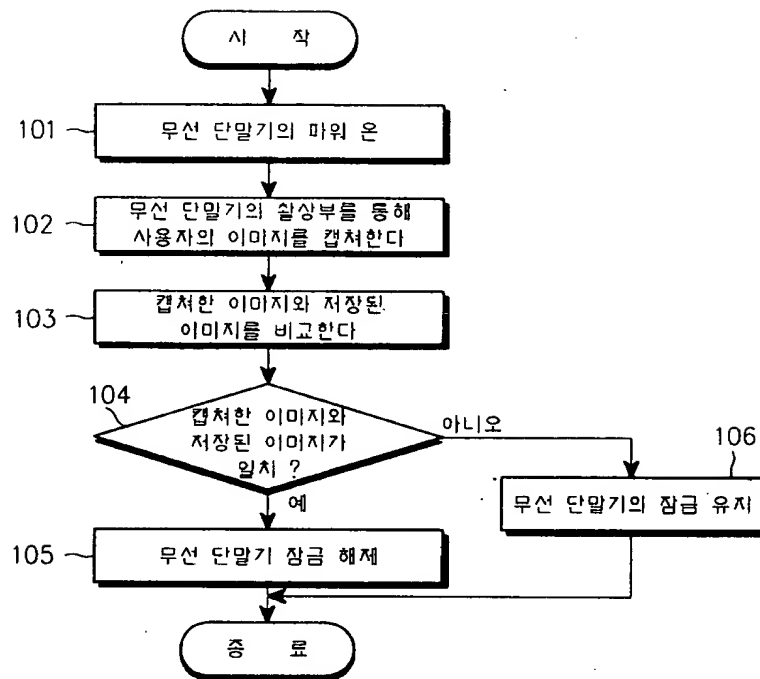 시 작
101
무선 단말기의 파워 온
102
무선 단말기의 촬상부를 통해
사용자의 이미지를 캡쳐한다
103
캡쳐한 이미지와 저장된
이미지를 비교한다
104
캡쳐한 이미지와
저장된 이미지가
일치 ?
아니오
예
106
무선 단말기의 잠금 유지
105
무선 단말기 잠금 해제
종 료